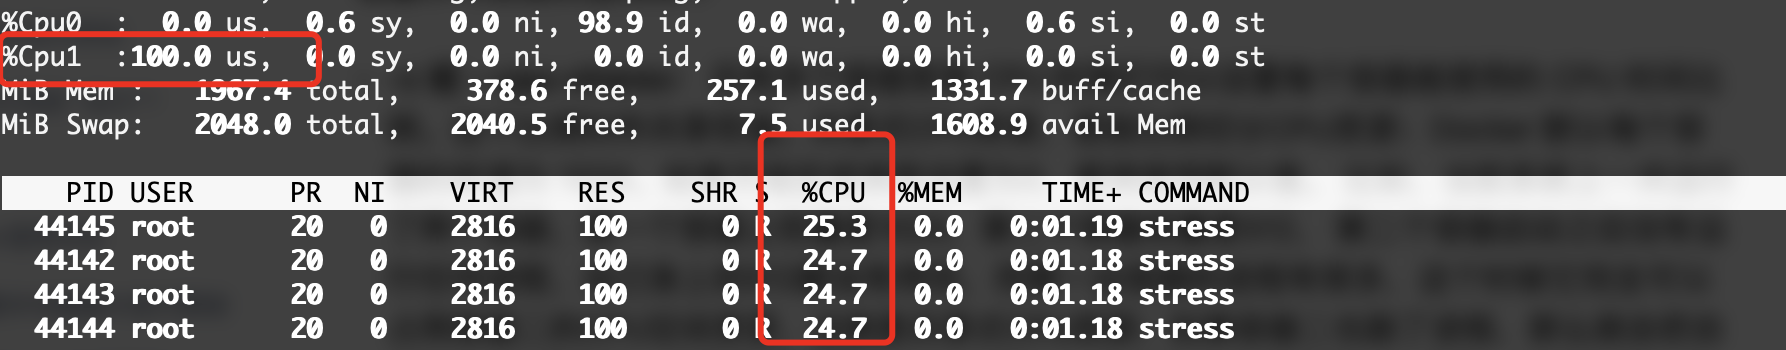 %Cpu0  :  0.0 us,  0.6 sy,  0.0 ni, 98.9 id,  0.0 wa,  0.0 hi,  0.6 si,  0.0 st
%Cpu1  :100.0 us,  0.0 sy,  0.0 ni,  0.0 id,  0.0 wa,  0.0 hi,  0.0 si,  0.0 st
MiB Mem :   1967.4 total,    378.6 free,    257.1 used,   1331.7 buff/cache
MiB Swap:   2048.0 total,   2040.5 free,      7.5 used.   1608.9 avail Mem
PID USER      PR  NI    VIRT    RES    SHR S  %CPU  %MEM     TIME+ COMMAND
44145 root      20   0    2816    100      0 R  25.3   0.0   0:01.19 stress
44142 root      20   0    2816    100      0 R  24.7   0.0   0:01.18 stress
44143 root      20   0    2816    100      0 R  24.7   0.0   0:01.18 stress
44144 root      20   0    2816    100      0 R  24.7   0.0   0:01.18 stress